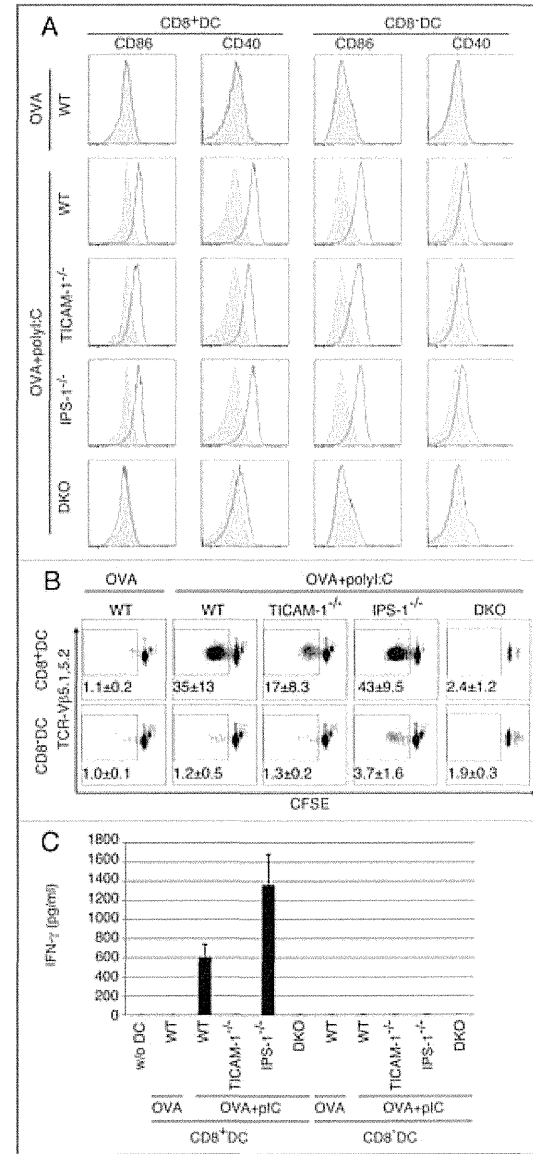 A
CD8+DC
CD8-DC
CD86
CD40
CD86
CD40
OVA
WT
OVA+polyI:C
WT
TICAM-1-/-
IPS-1-/-
DKO
B
OVA
OVA+polyI:C
WT
WT
TICAM-1-/-
IPS-1-/-
DKO
CD8+DC
1.1±0.2
35±13
17±8.3
43±9.5
2.4±1.2
CD8-DC
TCR-Vβ5.1,5.2
1.0±0.1
1.2±0.5
1.3±0.2
3.7±1.6
1.9±0.3
CFSE
C
IFN-γ (pg/ml)
1800
1600
1400
1200
1000
800
600
400
200
0
w/o DC
WT
WT
TICAM-1-/-
IPS-1-/-
DKO
WT
WT
TICAM-1-/-
IPS-1-/-
DKO
OVA
OVA+pIC
OVA
OVA+pIC
CD8+DC
CD8-DC